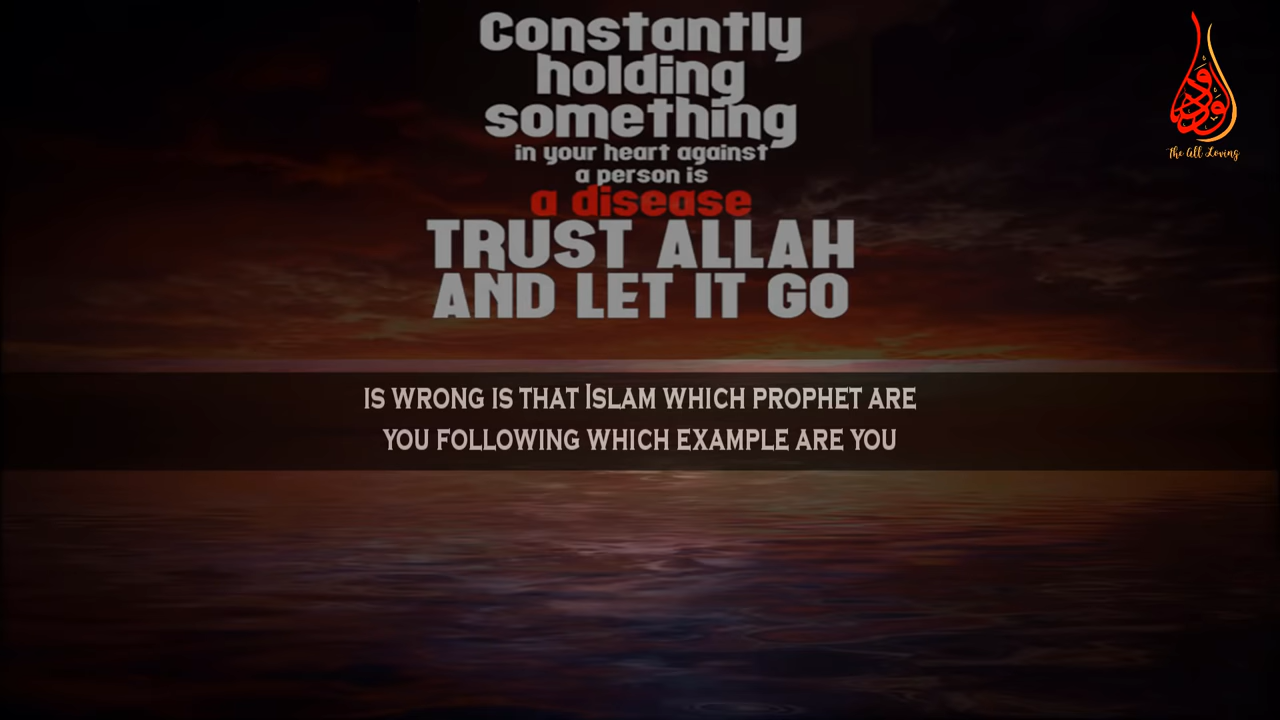 Constantly
holding
something
in your heart against
a person is
a disease
TRUST ALLAH
AND LET IT GO
is wrong is that Islam which prophet are
you following which example are you
الودود
The All Loving